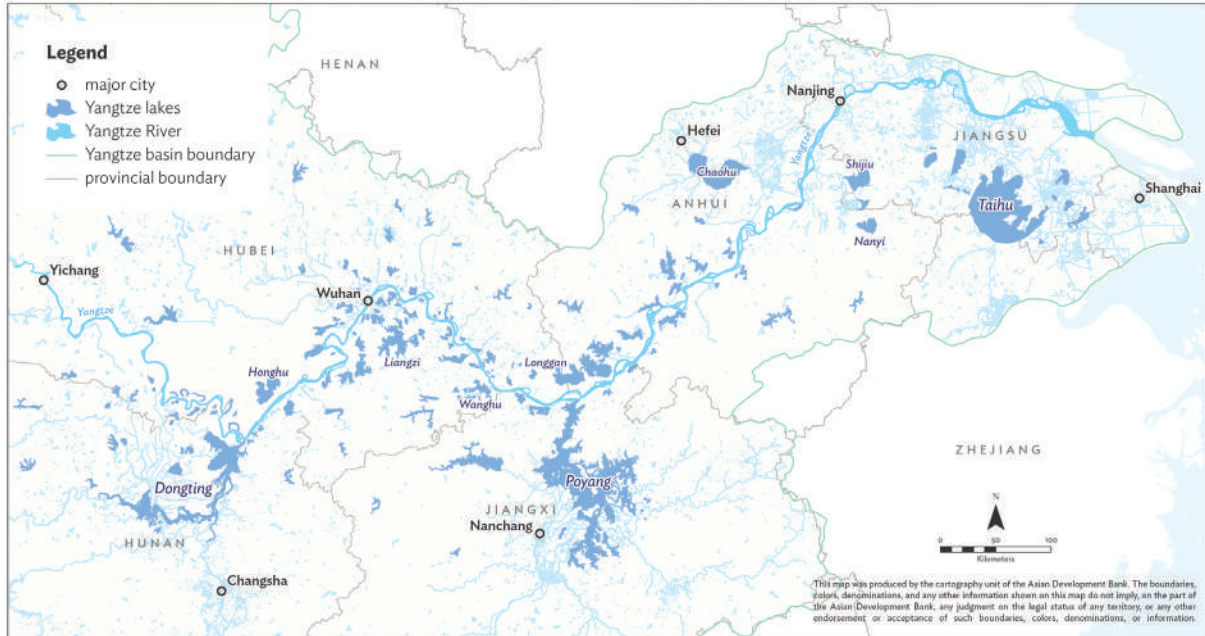 Legend
major city
Yangtze lakes
Yangtze River
Yangtze basin boundary
provincial boundary
HENAN
Nanjing
Hefei
Yangtze
JIANGSU
Chaohu
Shijiu
ANHUI
Taihu
Shanghai
Nanyi
HUBEI
Yichang
Wuhan
Yangtze
Honghu
Liangzi
Longgan
Wanghu
ZHEJIANG
Dongting
Poyang
JIANGXI
Nanchang
HUNAN
Changsha
N
0 50 100
Kilometers
This map was produced by the cartography unit of the Asian Development Bank. The boundaries,
colors, denominations, and any other information shown on this map do not imply, on the part of
the Asian Development Bank, any judgment on the legal status of any territory, or any other
endorsement or acceptance of such boundaries, colors, denominations, or information.